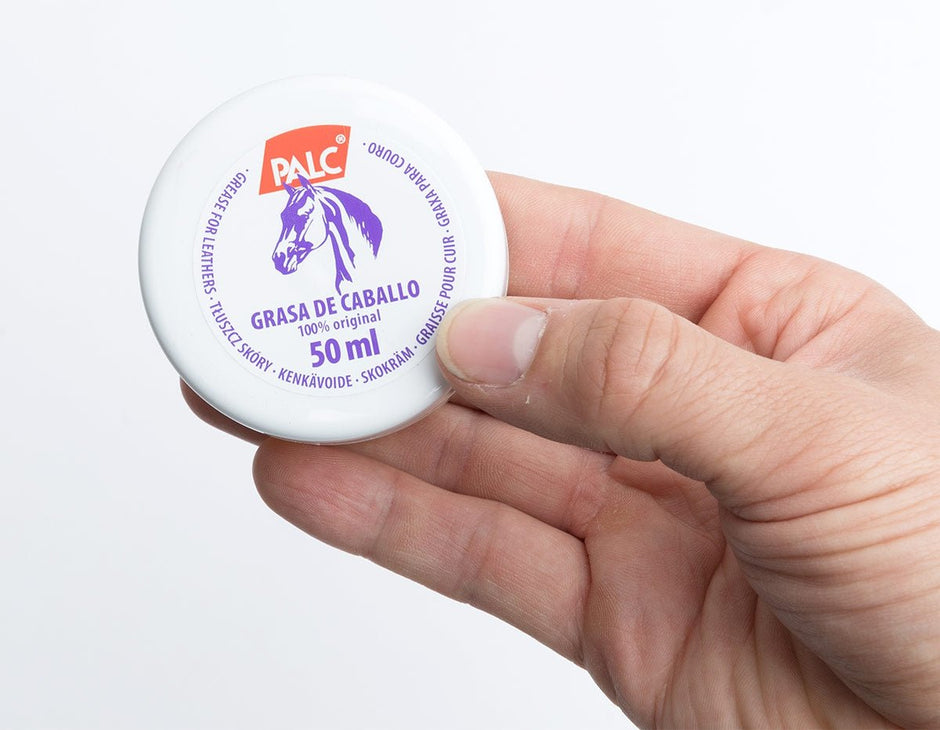 PALC®
GRASA DE CABALLO
100% original
50 ml
· GREASE FOR LEATHERS · TŁUSZCZ SKÓRY · KENKÄVOIDE · SKOKRÄM · GRAISSE POUR CUIR · GRAXA PARA COURO ·